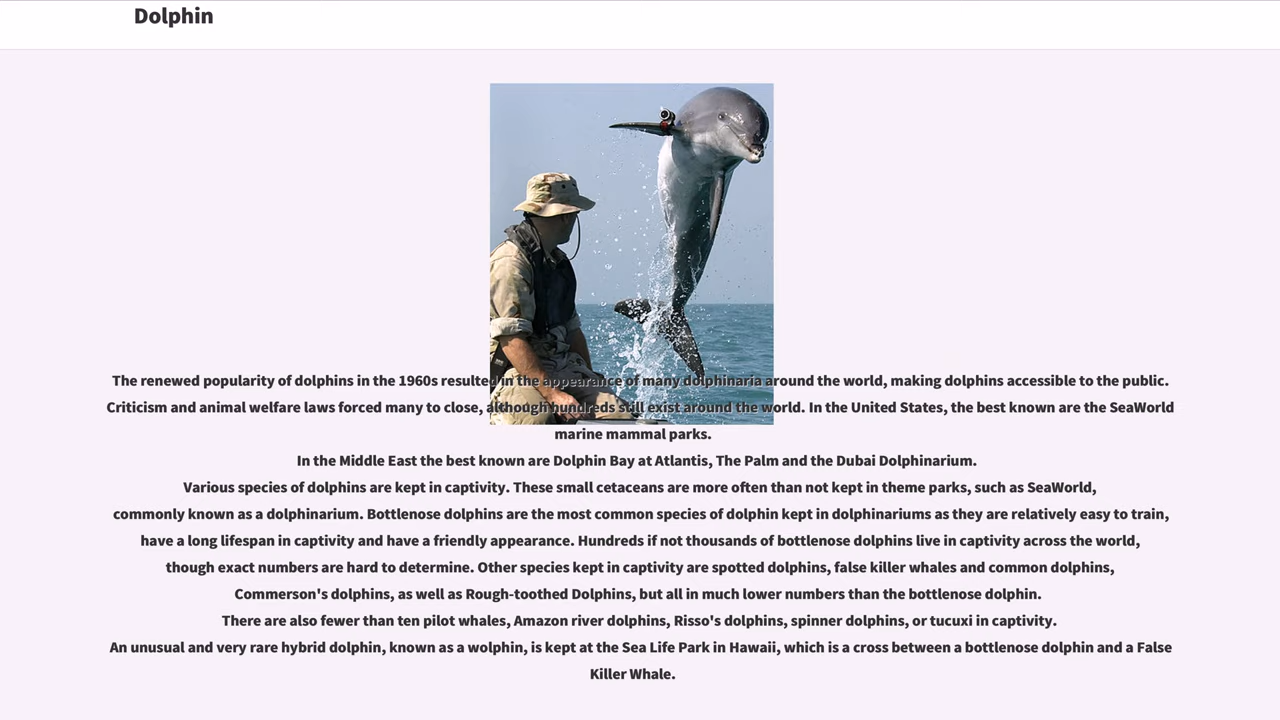 Dolphin
The renewed popularity of dolphins in the 1960s resulted in the appearance of many dolphinaria around the world, making dolphins accessible to the public.
Criticism and animal welfare laws forced many to close, although hundreds still exist around the world. In the United States, the best known are the SeaWorld
marine mammal parks.
In the Middle East the best known are Dolphin Bay at Atlantis, The Palm and the Dubai Dolphinarium.
Various species of dolphins are kept in captivity. These small cetaceans are more often than not kept in theme parks, such as SeaWorld,
commonly known as a dolphinarium. Bottlenose dolphins are the most common species of dolphin kept in dolphinariums as they are relatively easy to train,
have a long lifespan in captivity and have a friendly appearance. Hundreds if not thousands of bottlenose dolphins live in captivity across the world,
though exact numbers are hard to determine. Other species kept in captivity are spotted dolphins, false killer whales and common dolphins,
Commerson's dolphins, as well as Rough-toothed Dolphins, but all in much lower numbers than the bottlenose dolphin.
There are also fewer than ten pilot whales, Amazon river dolphins, Risso's dolphins, spinner dolphins, or tucuxi in captivity.
An unusual and very rare hybrid dolphin, known as a wolphin, is kept at the Sea Life Park in Hawaii, which is a cross between a bottlenose dolphin and a False
Killer Whale.